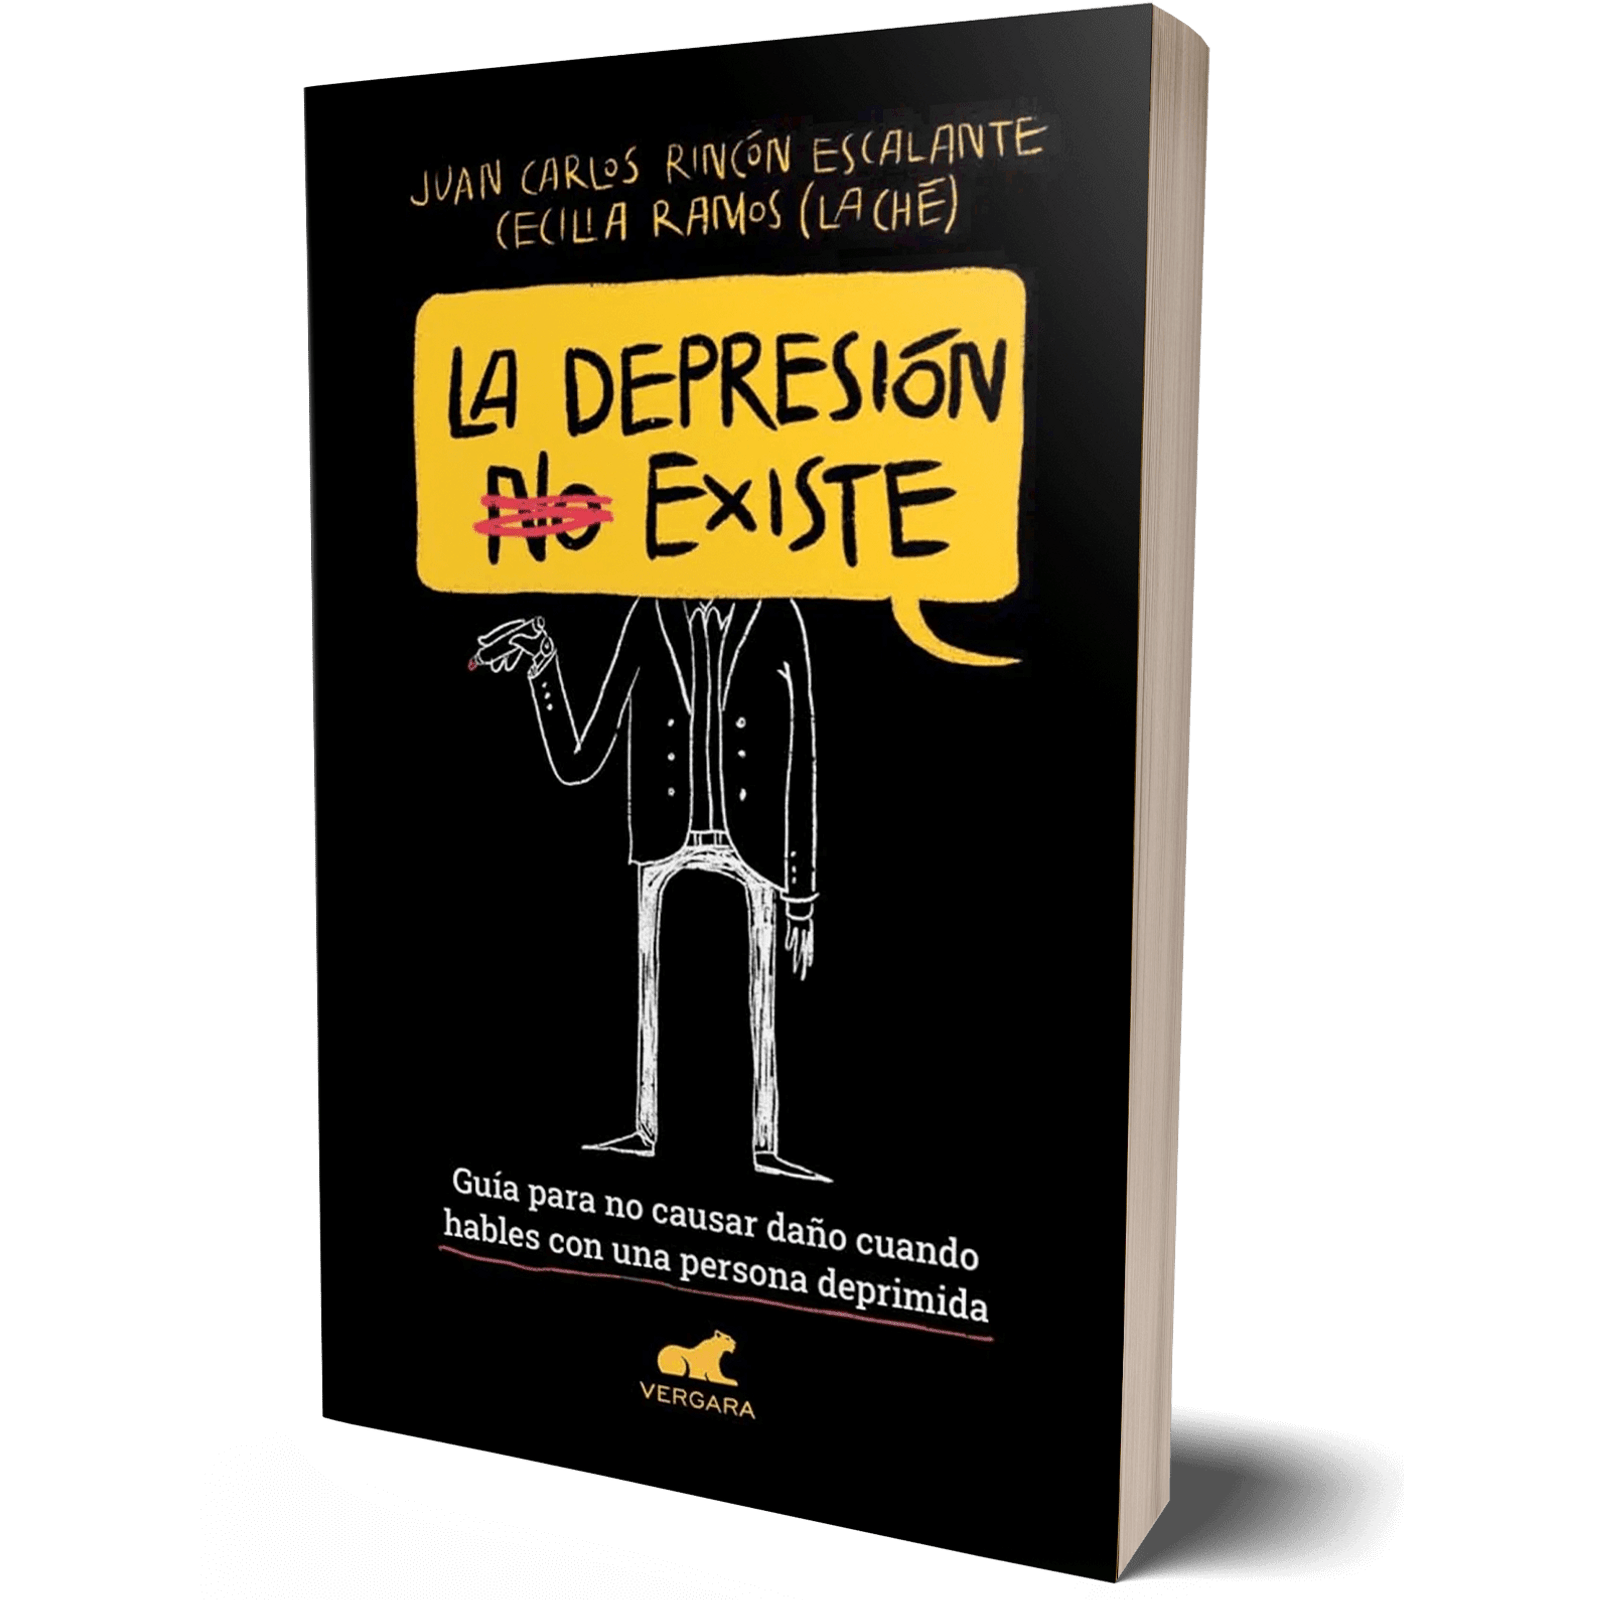 JUAN CARLOS RINCÓN ESCALANTE
CECILIA RAMOS (LA CHÉ)
LA DEPRESIÓN
NO EXISTE
Guía para no causar daño cuando
hables con una persona deprimida
VERGARA